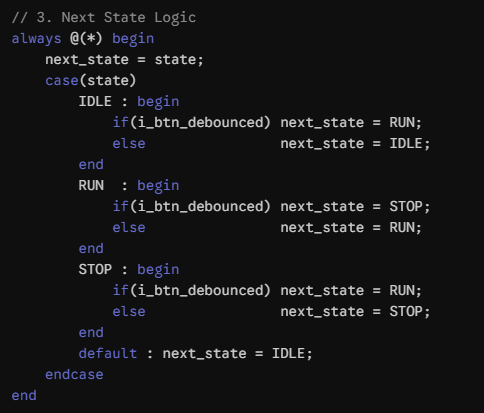 // 3. Next State Logic
always @(*) begin
    next_state = state;
    case(state)
        IDLE : begin
            if(i_btn_debounced) next_state = RUN;
            else                next_state = IDLE;
        end
        RUN  : begin
            if(i_btn_debounced) next_state = STOP;
            else                next_state = RUN;
        end
        STOP : begin
            if(i_btn_debounced) next_state = RUN;
            else                next_state = STOP;
        end
        default : next_state = IDLE;
    endcase
end